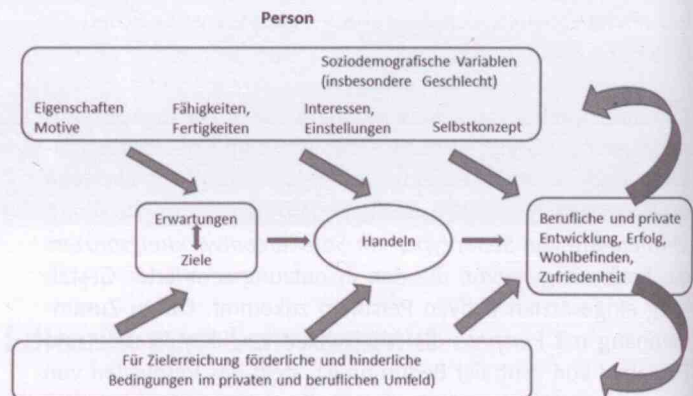 Person
Soziodemografische Variablen
(insbesondere Geschlecht)
Eigenschaften
Motive
Fähigkeiten,
Fertigkeiten
Interessen,
Einstellungen
Selbstkonzept
Erwartungen
Ziele
Handeln
Berufliche und private
Entwicklung, Erfolg,
Wohlbefinden,
Zufriedenheit
Für Zielerreichung förderliche und hinderliche
Bedingungen im privaten und beruflichen Umfeld)